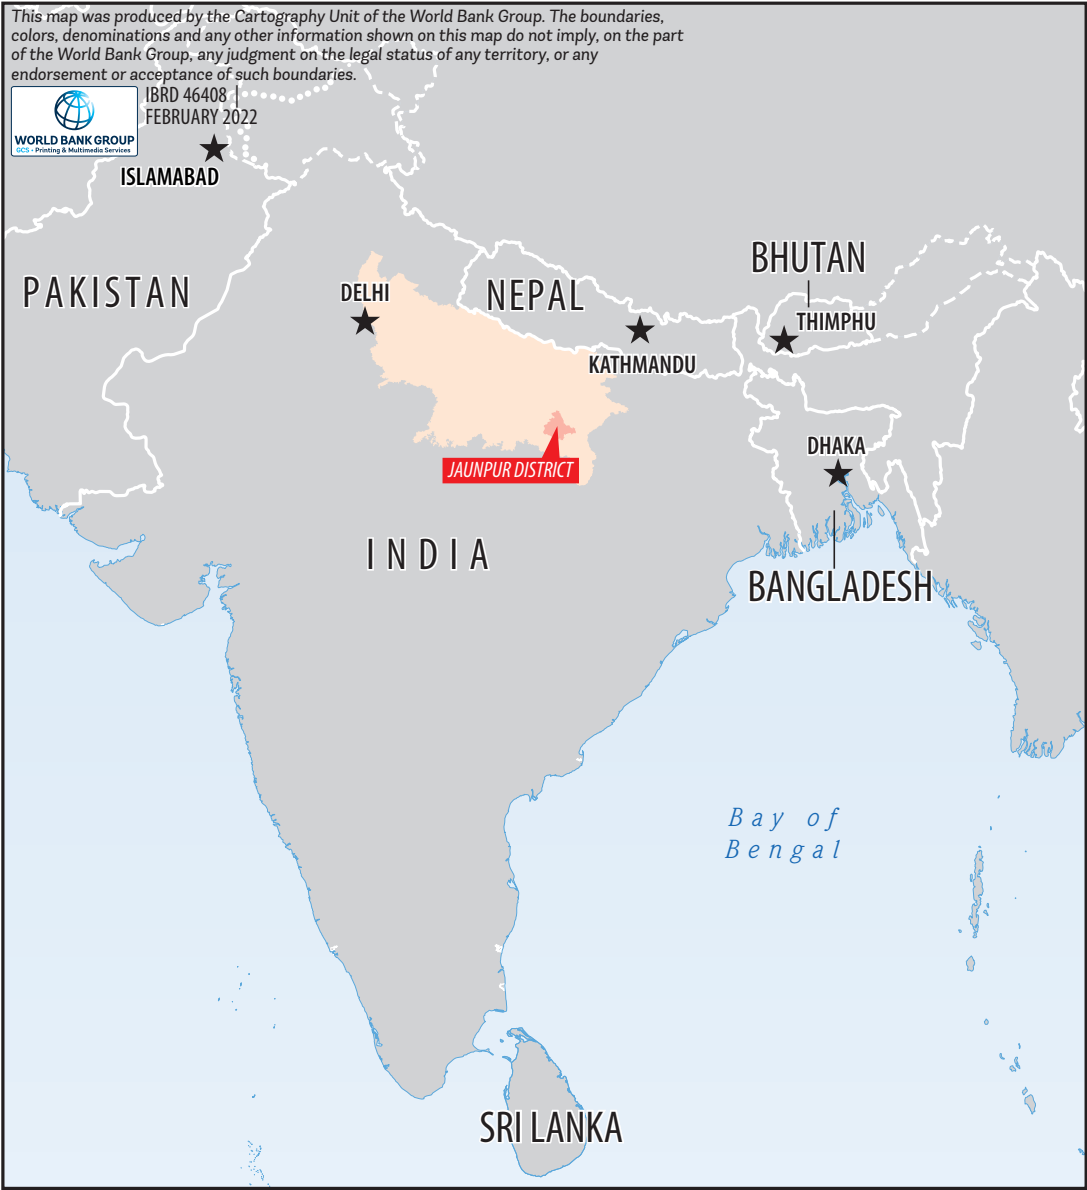 This map was produced by the Cartography Unit of the World Bank Group. The boundaries,
colors, denominations and any other information shown on this map do not imply, on the part
of the World Bank Group, any judgment on the legal status of any territory, or any
endorsement or acceptance of such boundaries.
IBRD 46408 |
FEBRUARY 2022
WORLD BANK GROUP
GCS • Printing & Multimedia Services
ISLAMABAD
BHUTAN
PAKISTAN
DELHI
NEPAL
THIMPHU
KATHMANDU
DHAKA
JAUNPUR DISTRICT
INDIA
BANGLADESH
Bay of
Bengal
SRI LANKA